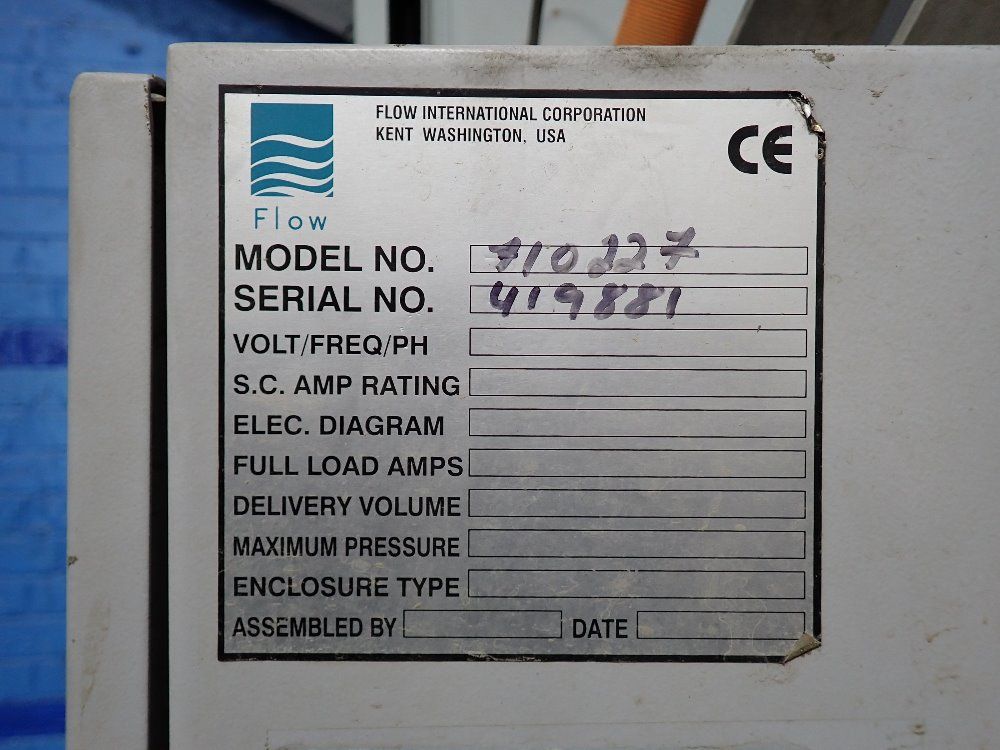 FLOW INTERNATIONAL CORPORATION
KENT WASHINGTON, USA
CE
Flow
MODEL NO. 710227
SERIAL NO. 419881
VOLT/FREQ/PH
S.C. AMP RATING
ELEC. DIAGRAM
FULL LOAD AMPS
DELIVERY VOLUME
MAXIMUM PRESSURE
ENCLOSURE TYPE
ASSEMBLED BY DATE